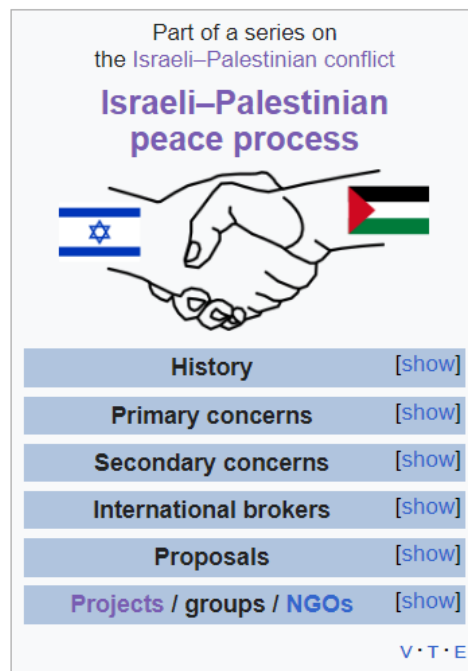 Part of a series on
the Israeli–Palestinian conflict
Israeli–Palestinian
peace process
History [show]
Primary concerns [show]
Secondary concerns [show]
International brokers [show]
Proposals [show]
Projects / groups / NGOs [show]
V · T · E